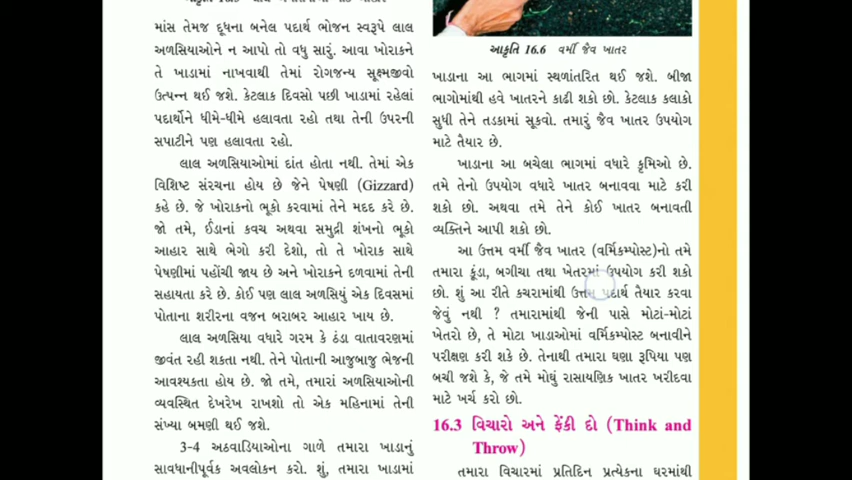 માંસ તેમજ દૂધના બનેલ પદાર્થ ભોજન સ્વરૂપે લાલ
અળસિયાઓને ન આપો તો વધુ સારું. આવા ખોરાકને
તે ખાડામાં નાખવાથી તેમાં રોગજન્ય સૂક્ષ્મજીવો
ઉત્પન્ન થઈ જશે. કેટલાક દિવસો પછી ખાડામાં રહેલાં
પદાર્થોને ધીમે-ધીમે હલાવતા રહો તથા તેની ઉપરની
સપાટીને પણ હલાવતા રહો.
લાલ અળસિયાઓમાં દાંત હોતા નથી. તેમાં એક
વિશિષ્ટ સંરચના હોય છે જેને પેષણી (Gizzard)
કહે છે. જે ખોરાકનો ભૂકો કરવામાં તેને મદદ કરે છે.
જો તમે, ઈંડાનાં કવચ અથવા સમુદ્રી શંખનો ભૂકો
આહાર સાથે ભેગો કરી દેશો, તો તે ખોરાક સાથે
પેષણીમાં પહોંચી જાય છે અને ખોરાકને દળવામાં તેની
સહાયતા કરે છે. કોઈ પણ લાલ અળસિયું એક દિવસમાં
પોતાના શરીરના વજન બરાબર આહાર ખાય છે.
લાલ અળસિયા વધારે ગરમ કે ઠંડા વાતાવરણમાં
જીવંત રહી શકતા નથી. તેને પોતાની આજુબાજુ ભેજની
આવશ્યકતા હોય છે. જો તમે, તમારાં અળસિયાઓની
વ્યવસ્થિત દેખરેખ રાખશો તો એક મહિનામાં તેની
સંખ્યા બમણી થઈ જશે.
3-4 અઠવાડિયાઓના ગાળે તમારા ખાડાનું
સાવધાનીપૂર્વક અવલોકન કરો. શું, તમારા ખાડામાં
આકૃતિ 16.6 વર્મી જૈવ ખાતર
ખાડાના આ ભાગમાં સ્થળાંતરિત થઈ જશે. બીજા
ભાગોમાંથી હવે ખાતરને કાઢી શકો છો. કેટલાક કલાકો
સુધી તેને તડકામાં સૂકવો. તમારું જૈવ ખાતર ઉપયોગ
માટે તૈયાર છે.
ખાડાના આ બચેલા ભાગમાં વધારે કૃમિઓ છે.
તમે તેનો ઉપયોગ વધારે ખાતર બનાવવા માટે કરી
શકો છો. અથવા તમે તેને કોઈ ખાતર બનાવતી
વ્યક્તિને આપી શકો છો.
આ ઉત્તમ વર્મી જૈવ ખાતર (વર્મિકમ્પોસ્ટ)નો તમે
તમારા કૂંડા, બગીચા તથા ખેતરમાં ઉપયોગ કરી શકો
છો. શું આ રીતે કચરામાંથી ઉત્તમ પદાર્થ તૈયાર કરવા
જેવું નથી ? તમારામાંથી જેની પાસે મોટાં-મોટાં
ખેતરો છે, તે મોટા ખાડાઓમાં વર્મિકમ્પોસ્ટ બનાવીને
પરીક્ષણ કરી શકે છે. તેનાથી તમારા ઘણા રૂપિયા પણ
બચી જશે કે, જે તમે મોઘું રાસાયણિક ખાતર ખરીદવા
માટે ખર્ચ કરો છો.
16.3 વિચારો અને ફેંકી દો (Think and
Throw)
તમારા વિચારમાં પ્રતિદિન પ્રત્યેકના ઘરમાંથી